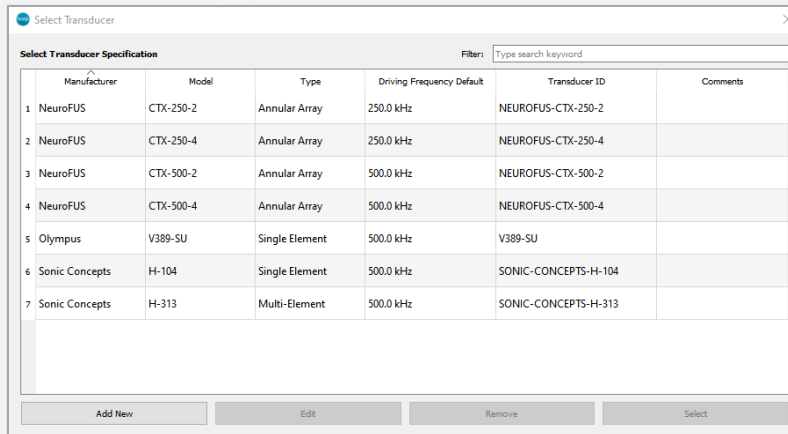 Select Transducer
Select Transducer Specification Filter: Type search keyword
Manufacturer Model Type Driving Frequency Default Transducer ID Comments
1 NeuroFUS CTX-250-2 Annular Array 250.0 kHz NEUROFUS-CTX-250-2
2 NeuroFUS CTX-250-4 Annular Array 250.0 kHz NEUROFUS-CTX-250-4
3 NeuroFUS CTX-500-2 Annular Array 500.0 kHz NEUROFUS-CTX-500-2
4 NeuroFUS CTX-500-4 Annular Array 500.0 kHz NEUROFUS-CTX-500-4
5 Olympus V389-SU Single Element 500.0 kHz V389-SU
6 Sonic Concepts H-104 Single Element 500.0 kHz SONIC-CONCEPTS-H-104
7 Sonic Concepts H-313 Multi-Element 500.0 kHz SONIC-CONCEPTS-H-313
Add New Edit Remove Select